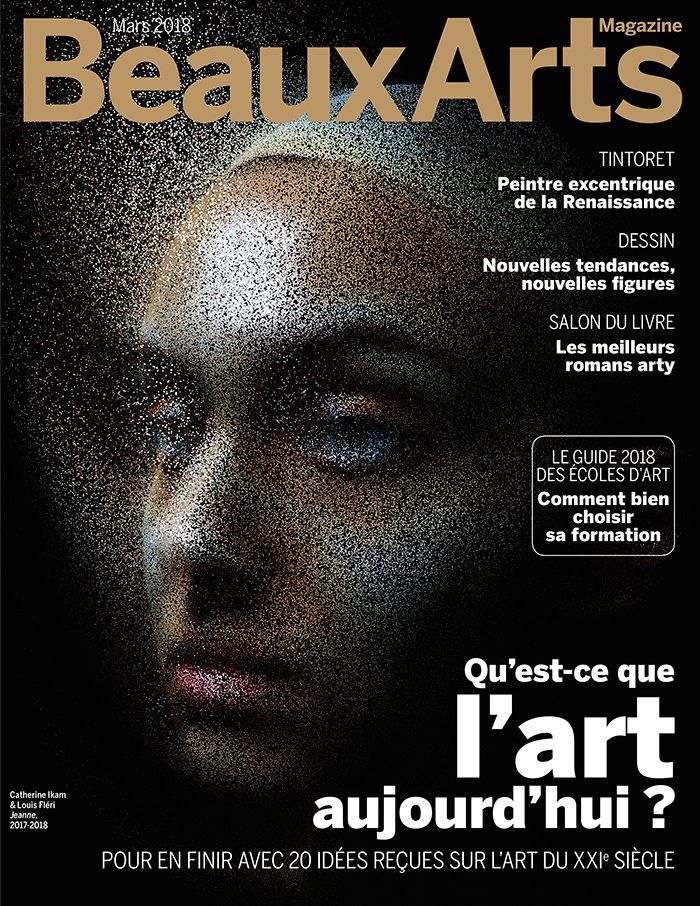 Mars 2018
Magazine
BeauxArts
TINTORET
Peintre excentrique
de la Renaissance
DESSIN
Nouvelles tendances,
nouvelles figures
SALON DU LIVRE
Les meilleurs
romans arty
LE GUIDE 2018
DES ÉCOLES D'ART
Comment bien
choisir
sa formation
Qu'est-ce que
l'art
aujourd'hui ?
Catherine Ikam
& Louis Fléri
Jeanne,
2017-2018
POUR EN FINIR AVEC 20 IDÉES REÇUES SUR L'ART DU XXIe SIÈCLE